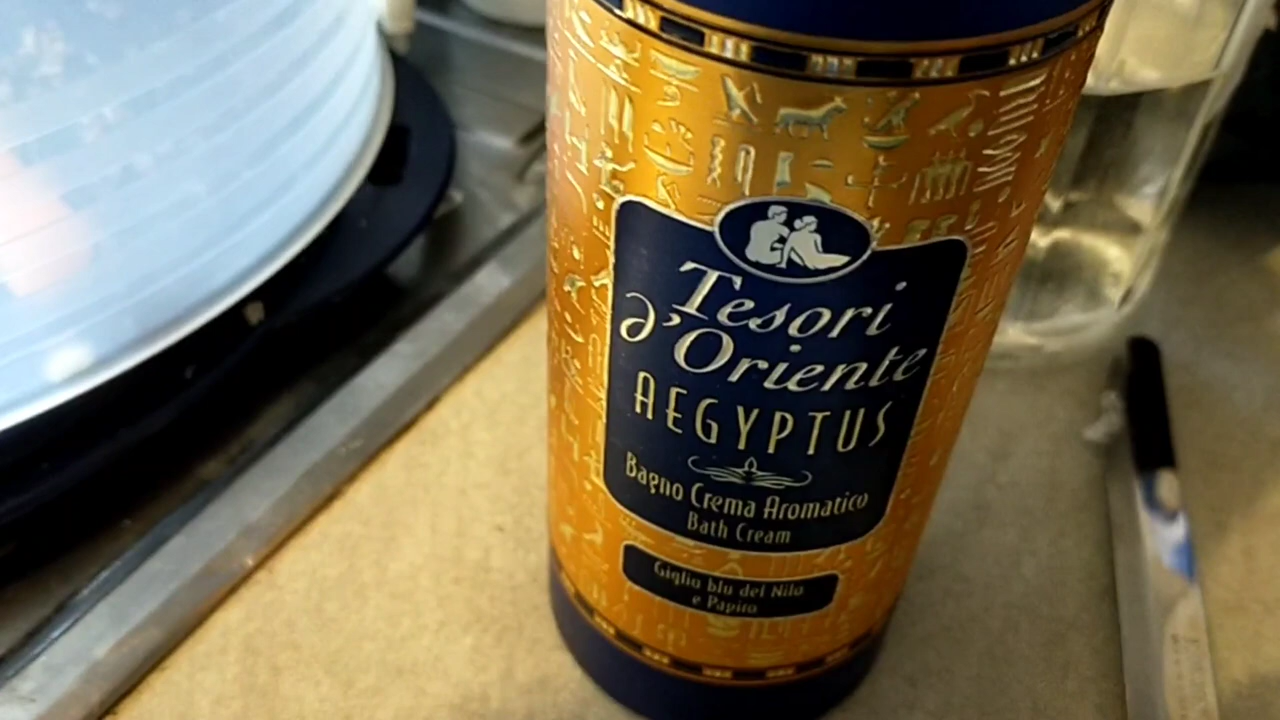 Tesori
d'Oriente
AEGYPTUS
Bagno Crema Aromatico
Bath Cream
Giglio blu del Nilo
e Papiro